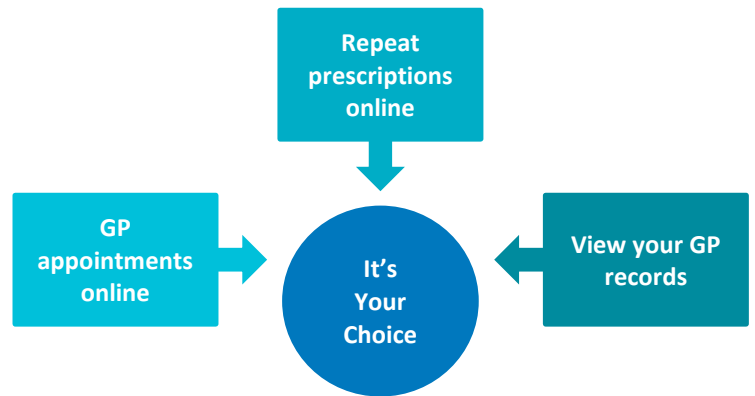 Repeat
prescriptions
online
GP
appointments
online
It’s
Your
Choice
View your GP
records